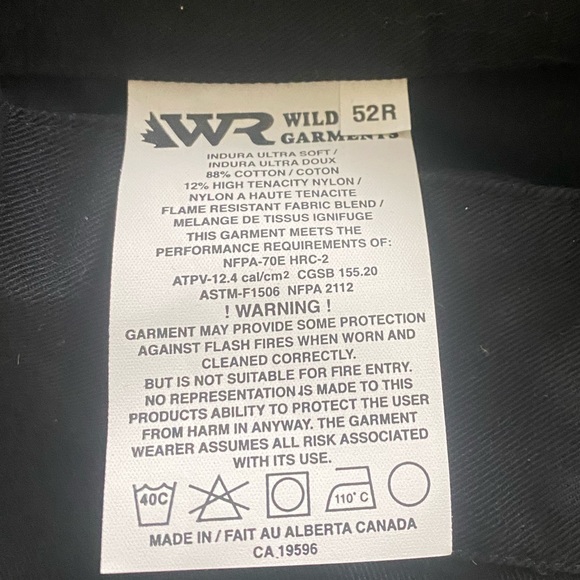 WR WILD 52R
GARMENTS
INDURA ULTRA SOFT /
INDURA ULTRA DOUX
88% COTTON / COTON
12% HIGH TENACITY NYLON /
NYLON A HAUTE TENACITE
FLAME RESISTANT FABRIC BLEND /
MELANGE DE TISSUS IGNIFUGE
THIS GARMENT MEETS THE
PERFORMANCE REQUIREMENTS OF:
NFPA-70E HRC-2
ATPV-12.4 cal/cm² CGSB 155.20
ASTM-F1506 NFPA 2112
! WARNING !
GARMENT MAY PROVIDE SOME PROTECTION
AGAINST FLASH FIRES WHEN WORN AND
CLEANED CORRECTLY.
BUT IS NOT SUITABLE FOR FIRE ENTRY.
NO REPRESENTATION IS MADE TO THIS
PRODUCTS ABILITY TO PROTECT THE USER
FROM HARM IN ANYWAY. THE GARMENT
WEARER ASSUMES ALL RISK ASSOCIATED
WITH ITS USE.
40C 110° C
MADE IN / FAIT AU ALBERTA CANADA
CA 19596